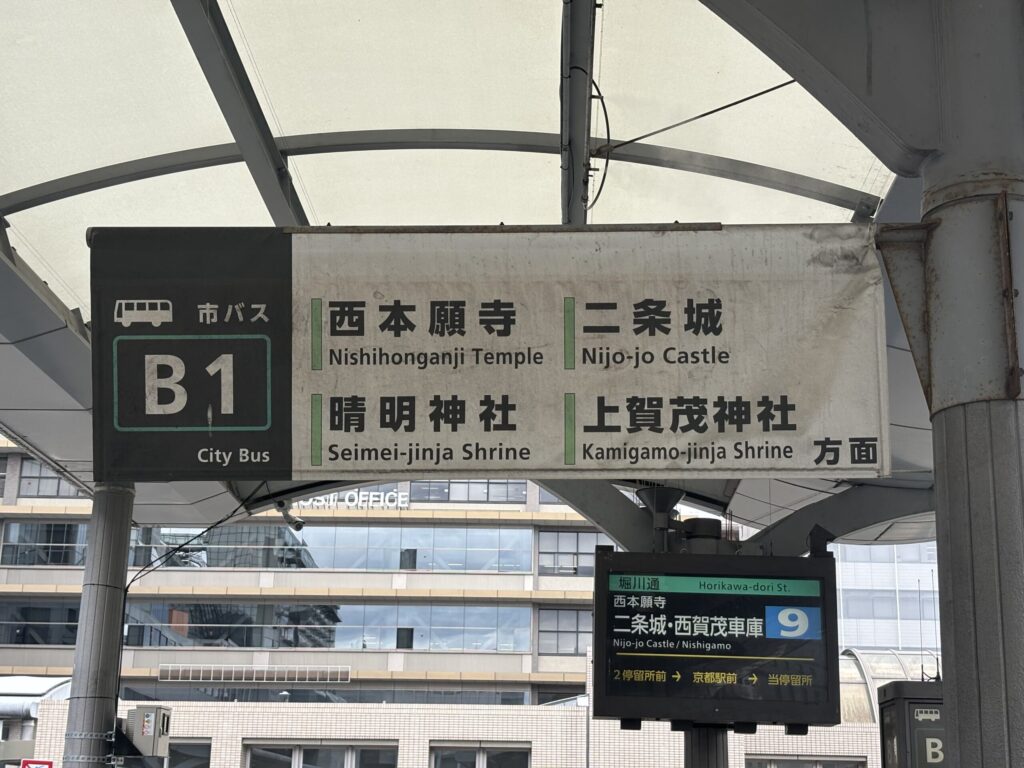 市バス
B1
City Bus
西本願寺
Nishihonganji Temple
二条城
Nijo-jo Castle
晴明神社
Seimei-jinja Shrine
上賀茂神社
Kamigamo-jinja Shrine
方面
POST OFFICE
堀川通 Horikawa-dori St.
西本願寺
二条城・西賀茂車庫 9
Nijo-jo Castle / Nishigamo
2停留所前 → 京都駅前 → 当停留所
B